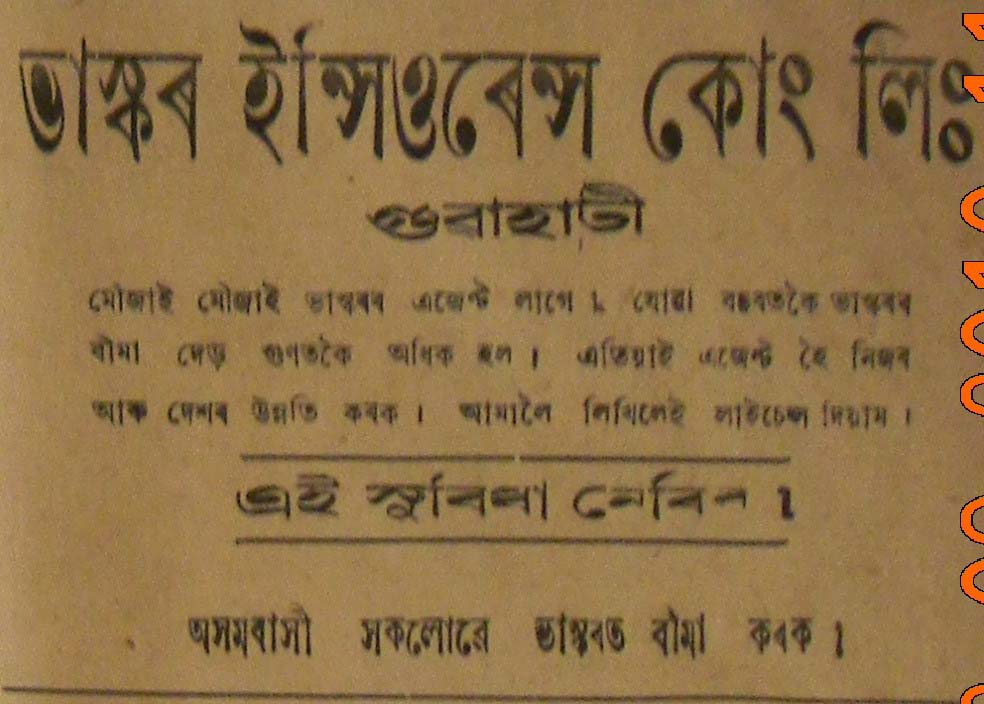 ভাস্কৰ ইন্সিওৰেন্স কোং লিঃ
গুৱাহাটী
মৌজাই মৌজাই ভাস্কৰৰ এজেণ্ট লাগে। যোৱা বছৰতকৈ ভাস্কৰৰ
বীমা দেড় গুণতকৈ অধিক হল। এতিয়াই এজেণ্ট হৈ নিজৰ
আৰু দেশৰ উন্নতি কৰক। আমালৈ লিখিলেই লাইচেন্স দিয়াম।
এই সুবিধা নেৰিব।
অসমবাসী সকলোৱে ভাস্কৰত বীমা কৰক।